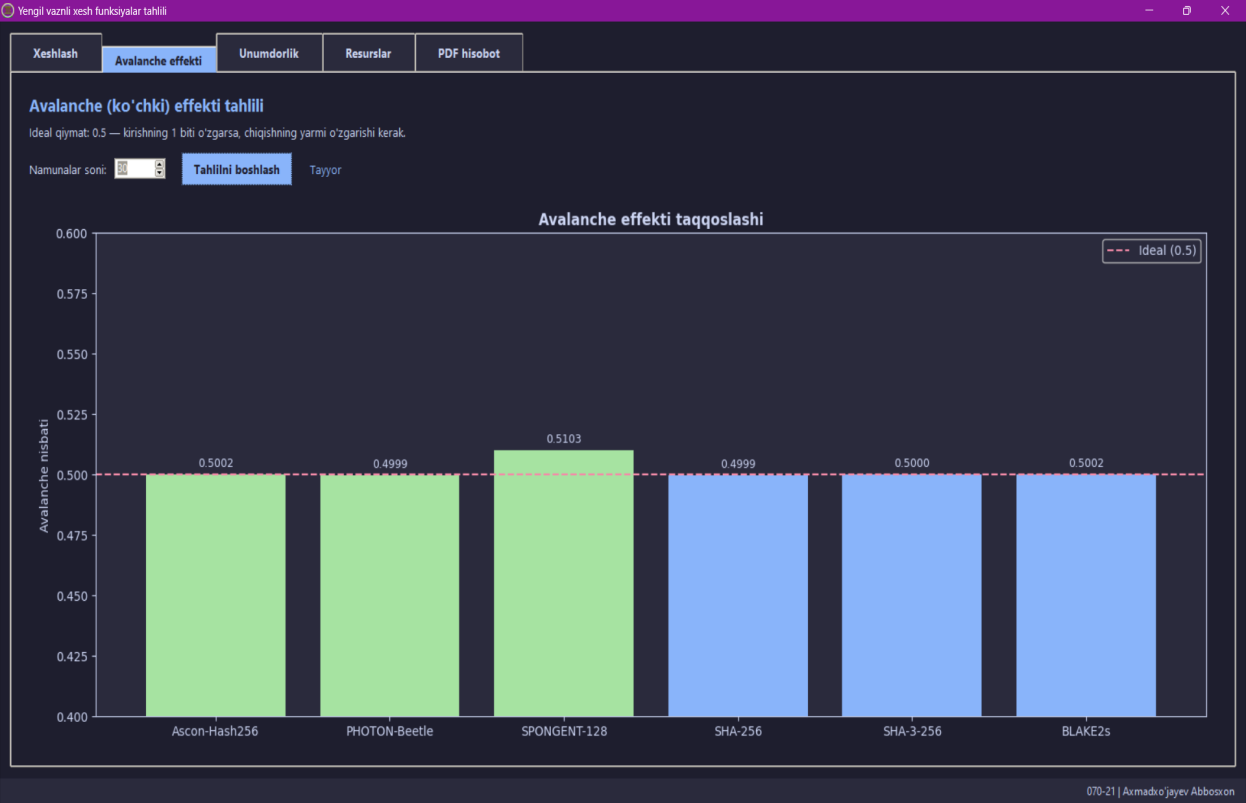 Yengil vaznli xesh funksiyalar tahlili
Xeshlash
Avalanche effekti
Unumdorlik
Resurslar
PDF hisobot
Avalanche (ko'chki) effekti tahlili
Ideal qiymat: 0.5 — kirishning 1 biti o'zgarsa, chiqishning yarmi o'zgarishi kerak.
Namunalar soni:
Tahlilni boshlash
Tayyor
Avalanche effekti taqqoslashi
Ideal (0.5)
Avalanche nisbati
0.600
0.575
0.550
0.525
0.500
0.475
0.450
0.425
0.400
0.5002
0.4999
0.5103
0.4999
0.5000
0.5002
Ascon-Hash256
PHOTON-Beetle
SPONGENT-128
SHA-256
SHA-3-256
BLAKE2s
070-21 | Axmadxo'jayev Abbosxon